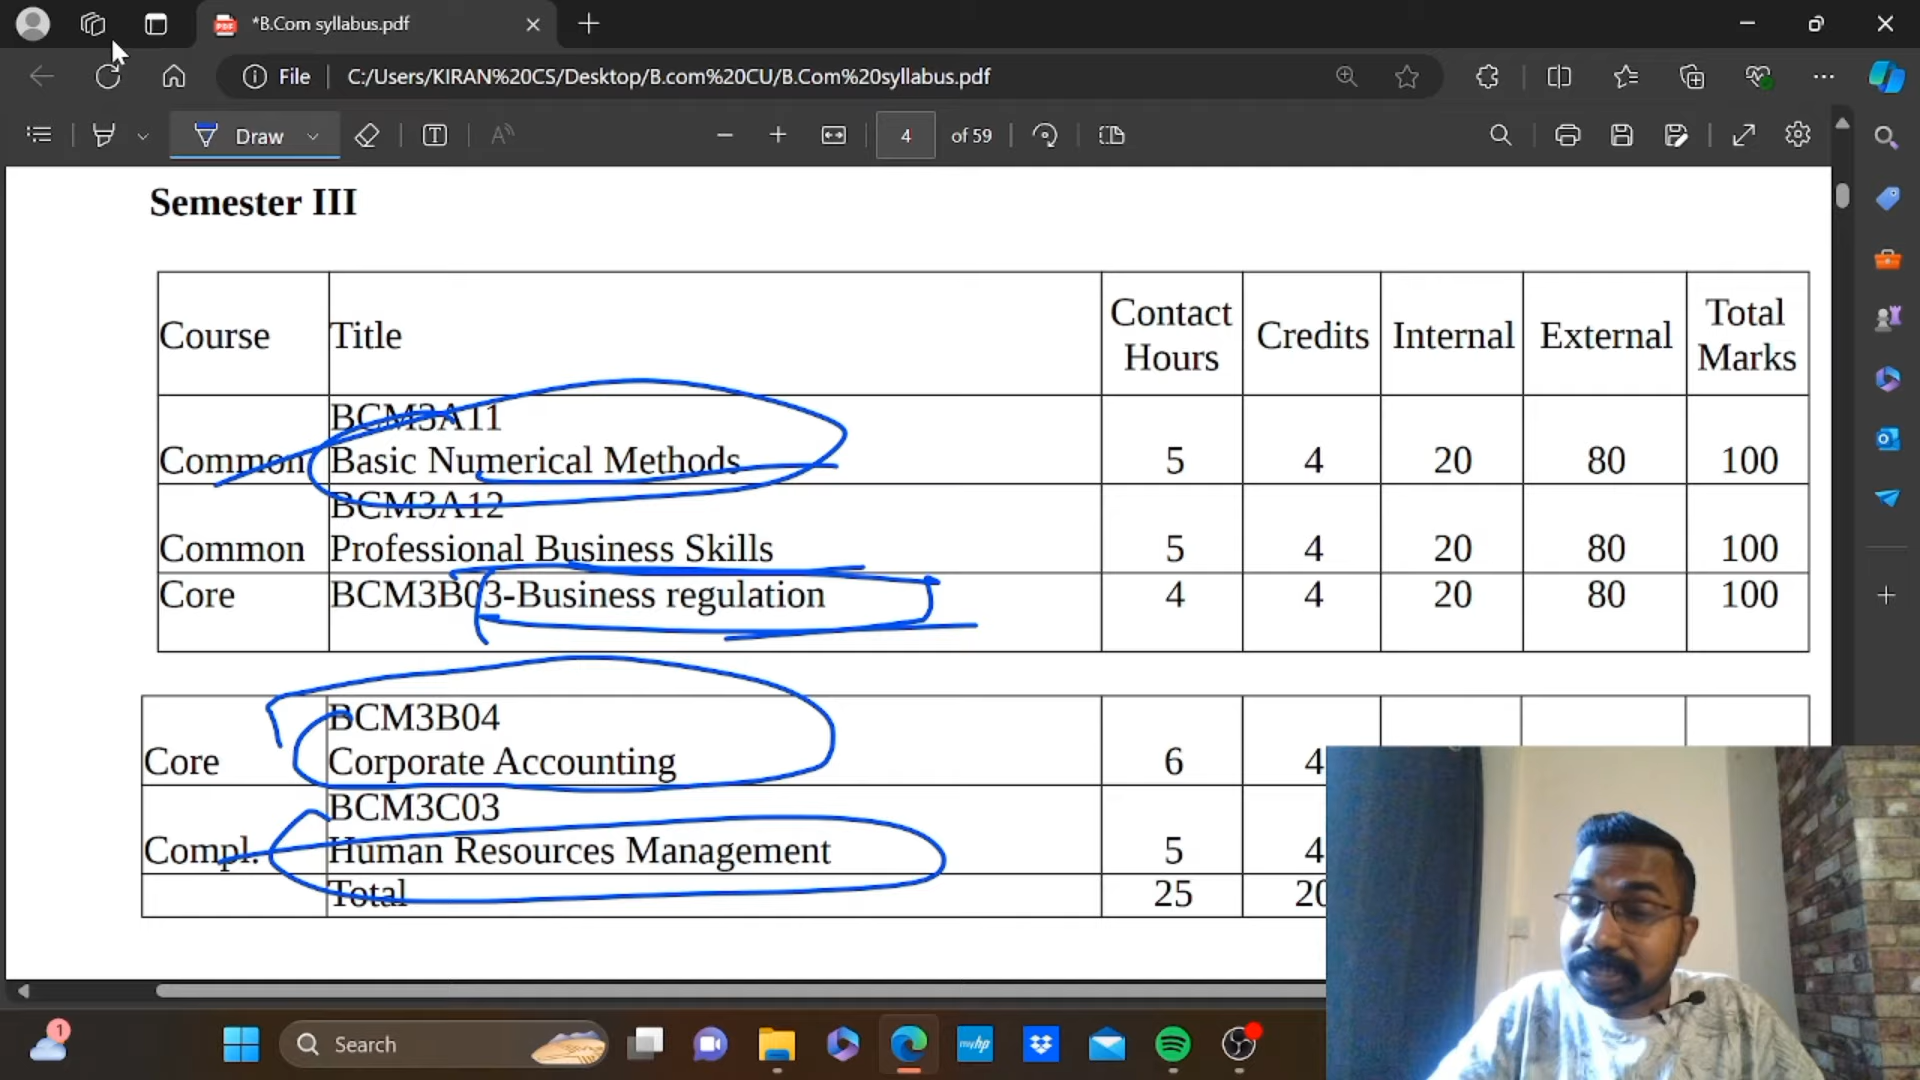 *B.Com syllabus.pdf
File
C:/Users/KIRAN%20CS/Desktop/B.com%20CU/B.Com%20syllabus.pdf
Draw
4 of 59
Semester III
Course Title Contact Hours Credits Internal External Total Marks
BCM3A11
Common Basic Numerical Methods 5 4 20 80 100
BCM3A12
Common Professional Business Skills 5 4 20 80 100
Core BCM3B03-Business regulation 4 4 20 80 100
BCM3B04
Core Corporate Accounting 6 4
BCM3C03
Compl. Human Resources Management 5 4
Total 25 20
1
Search
myhp